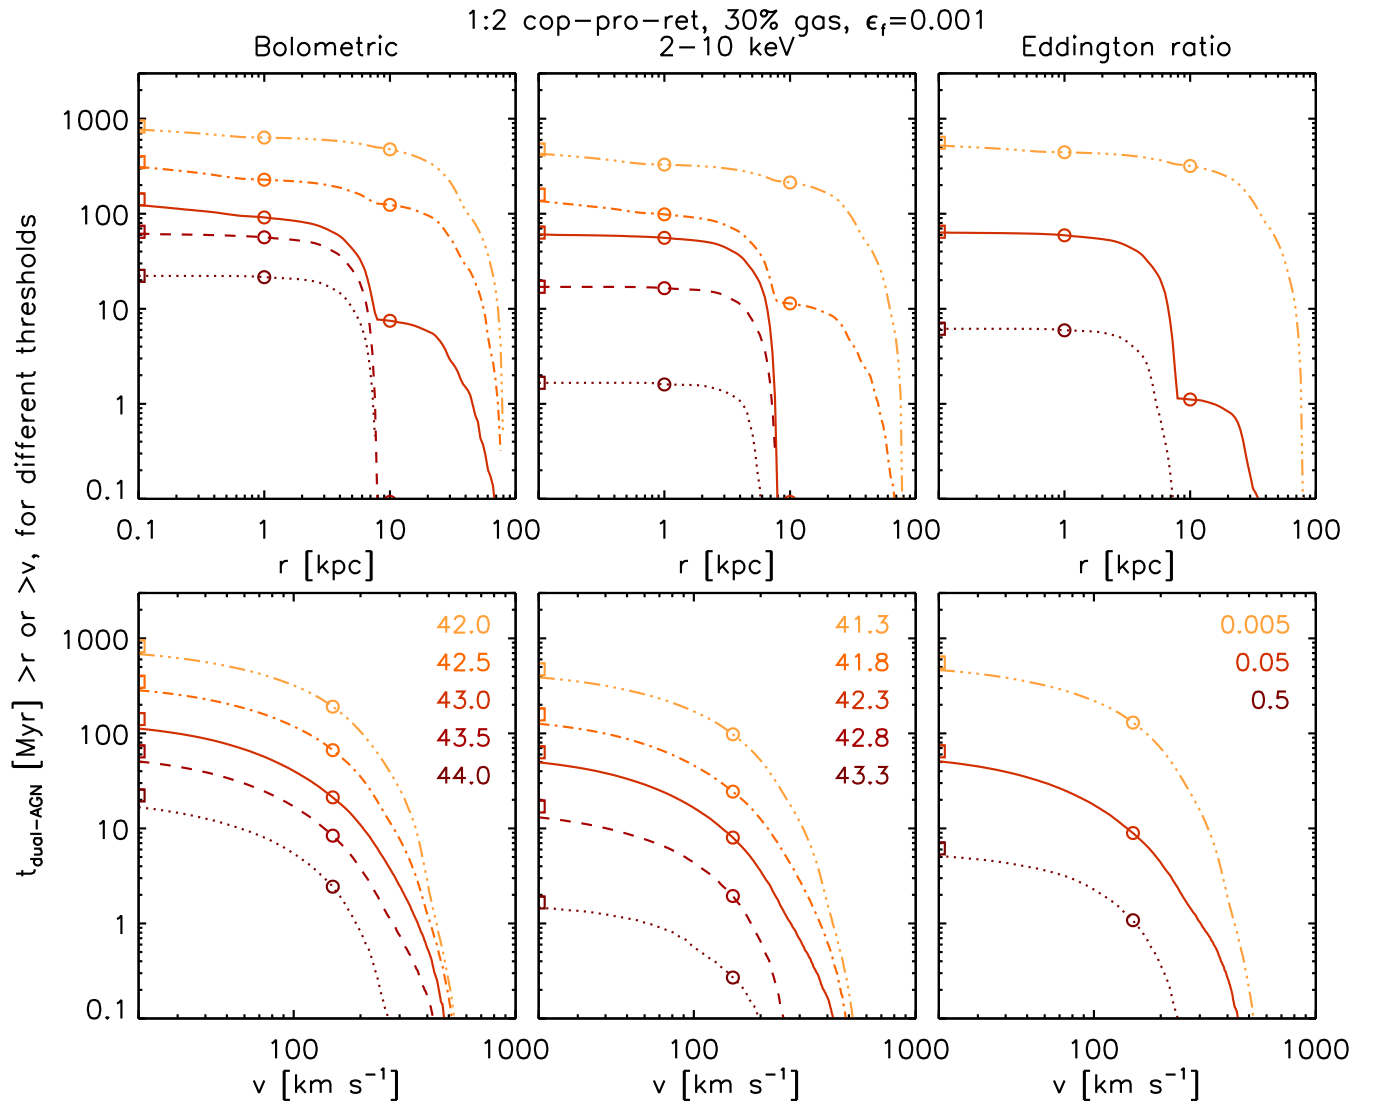 1:2 cop−pro−ret, 30% gas, ϵf=0.001
Bolometric 2−10 keV Eddington ratio
1000
100
10
1
0.1
0.1 1 10 100 1 10 100 1 10 100
r [kpc] r [kpc] r [kpc]
tdual−AGN [Myr] >r or >v, for different thresholds
42.0 41.3 0.005
42.5 41.8 0.05
43.0 42.3 0.5
43.5 42.8
44.0 43.3
1000
100
10
1
0.1
100 1000 100 1000 100 1000
v [km s−1] v [km s−1] v [km s−1]